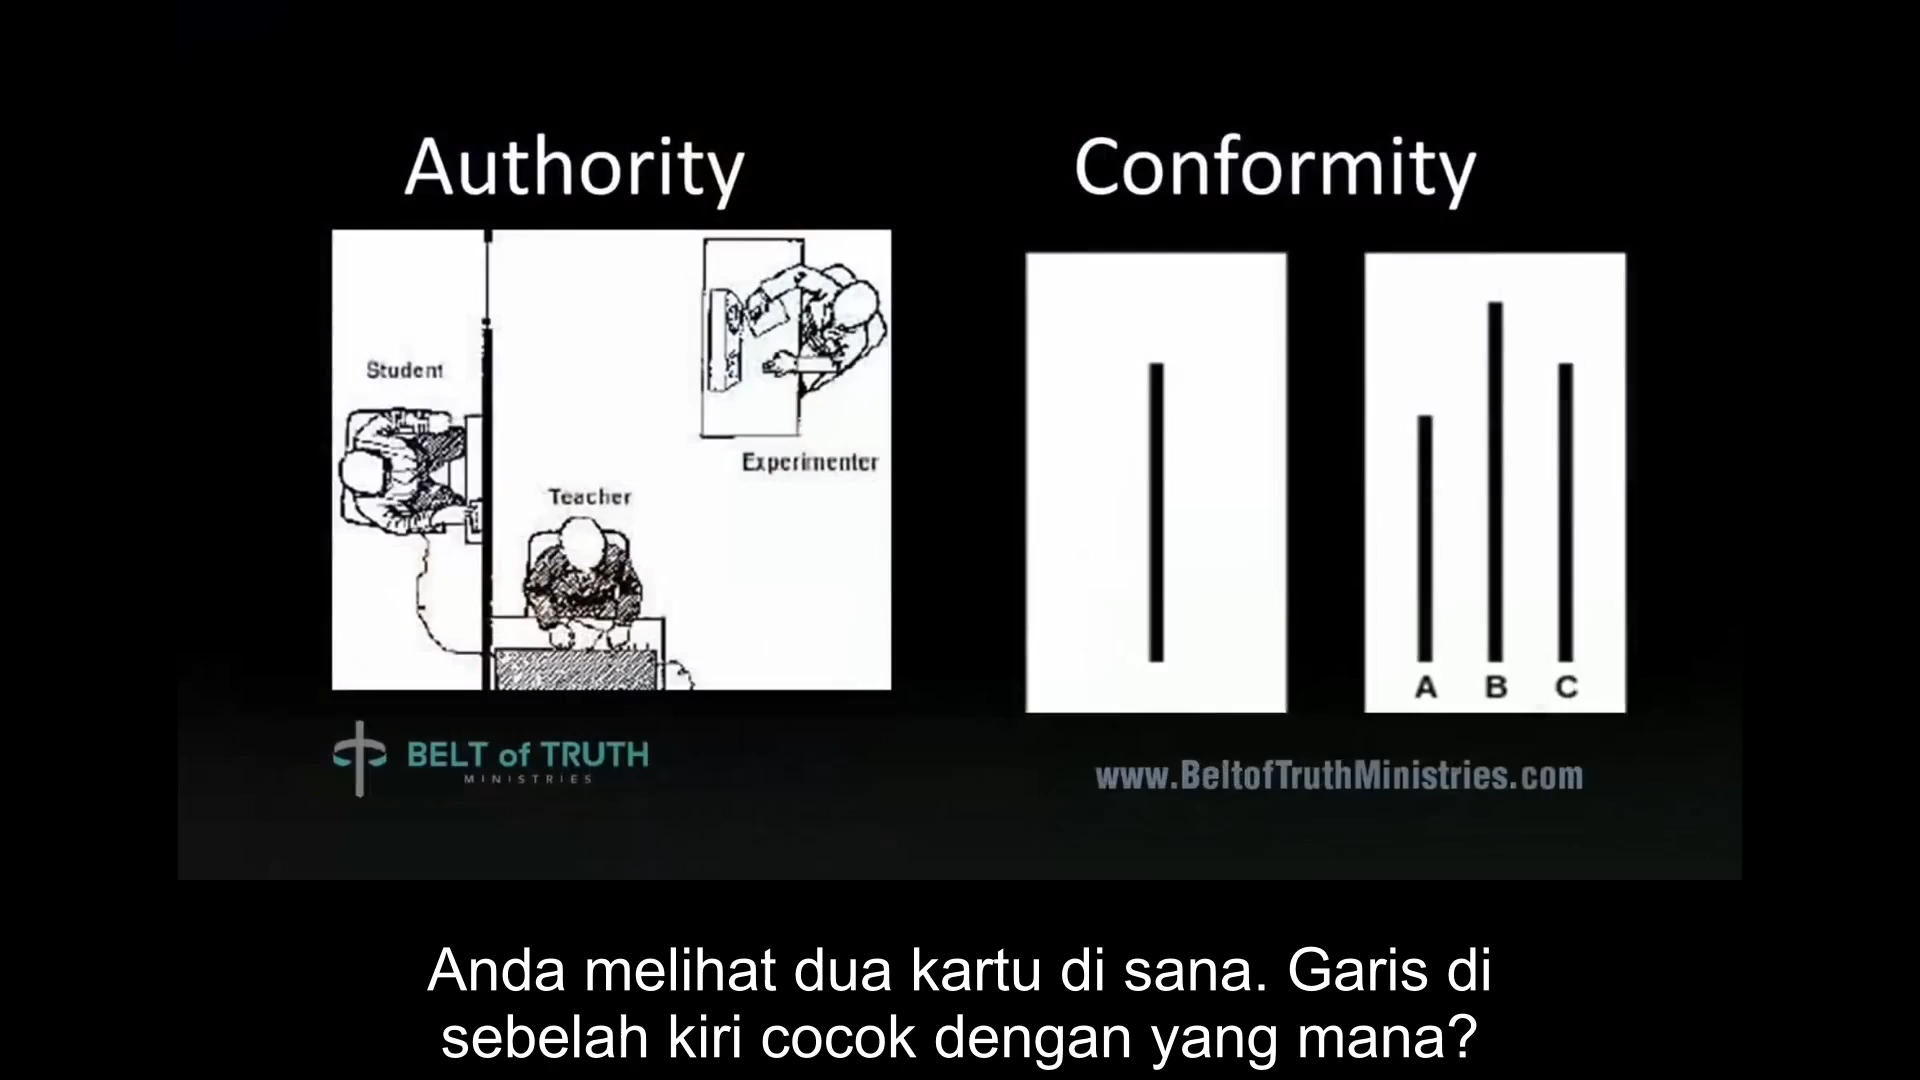 Authority
Conformity
Student
Experimenter
Teacher
A B C
BELT of TRUTH
MINISTRIES
www.BeltofTruthMinistries.com
Anda melihat dua kartu di sana. Garis di
sebelah kiri cocok dengan yang mana?